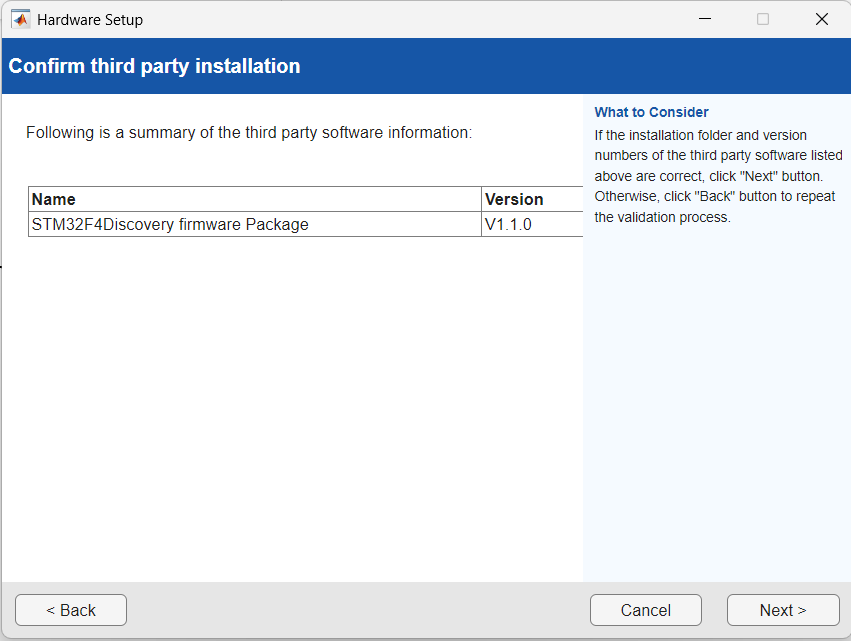 Hardware Setup
Confirm third party installation
Following is a summary of the third party software information:
Name Version
STM32F4Discovery firmware Package V1.1.0
What to Consider
If the installation folder and version
numbers of the third party software listed
above are correct, click "Next" button.
Otherwise, click "Back" button to repeat
the validation process.
< Back Cancel Next >